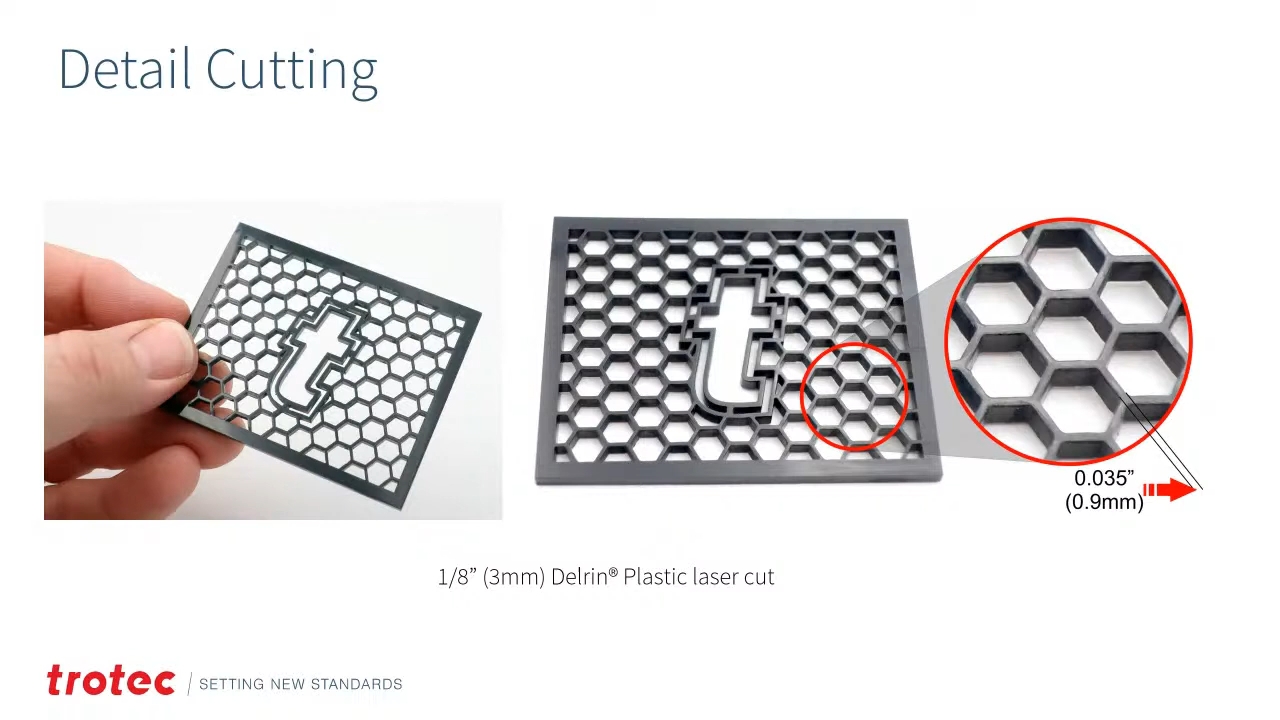 Detail Cutting
t
t
0.035”
(0.9mm)
1/8” (3mm) Delrin® Plastic laser cut
trotec / SETTING NEW STANDARDS